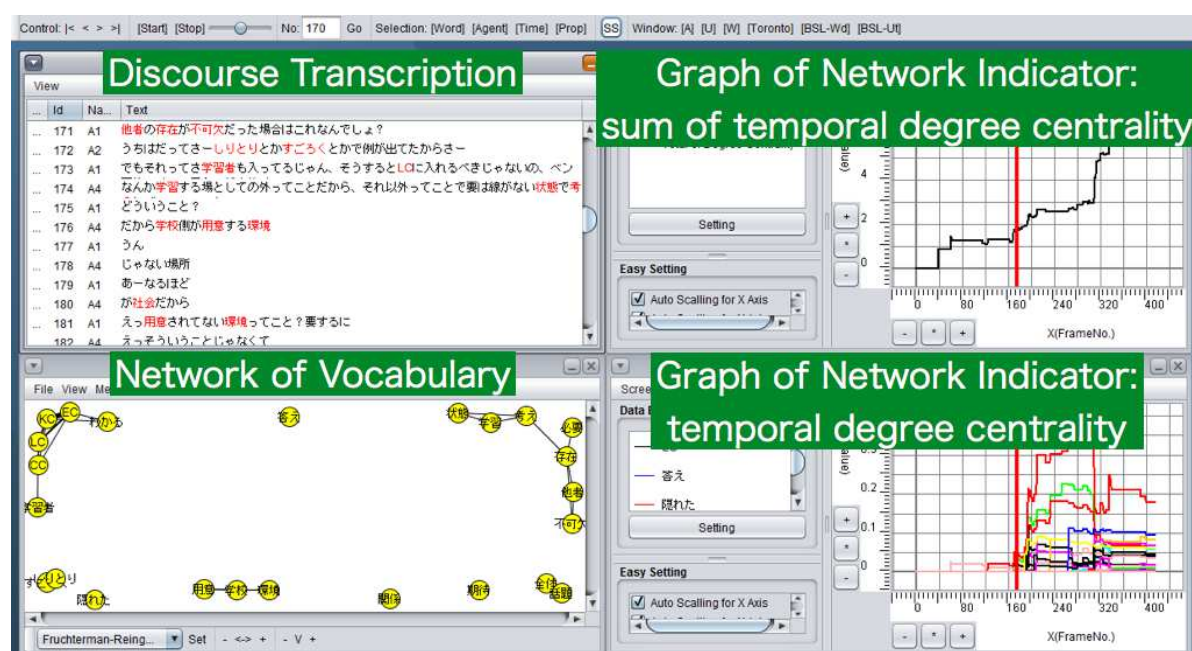 Control: |< < > >| [Start] [Stop] No: 170 Go Selection: [Word] [Agent] [Time] [Prop] SS Window: [A] [U] [W] [Toronto] [BSL-Wd] [BSL-Ut]
Discourse Transcription
View
... Id Na... Text
... 171 A1 他者の存在が不可欠だった場合はこれなんでしょ？
... 172 A2 うちはだってさーしりとりとかすごろくとかで例が出てたからさー
... 173 A1 でもそれってさ学習者も入ってるじゃん、そうするとLCに入れるべきじゃないの、ベン
... 174 A4 なんか学習する場としての外ってことだから、それ以外ってことで要は線がない状態で考
... 175 A1 どういうこと？
... 176 A4 だから学校側が用意する環境
... 177 A1 うん
... 178 A4 じゃない場所
... 179 A1 あーなるほど
... 180 A4 が社会だから
... 181 A1 えっ用意されてない環境ってこと？要するに
... 182 A4 えっそういうことじゃなくて
Graph of Network Indicator:
sum of temporal degree centrality
Setting
Easy Setting
Auto Scalling for X Axis
4
2
0
0 80 160 240 320 400
X(FrameNo.)
- * +
+
*
-
Network of Vocabulary
File View Me
KC EC わかる
LC
CC
学習者
答え
状態 学習 考え
必要
存在
他者
不可欠
しりとり
隠れた
用意 学校 環境
関係
期待
全体
話題
Fruchterman-Reing... Set - <-> + - V +
Graph of Network Indicator:
temporal degree centrality
Scree
答え
隠れた
Setting
Easy Setting
Auto Scalling for X Axis
0.2
0.1
0
0 80 160 240 320 400
X(FrameNo.)
- * +
+
*
-